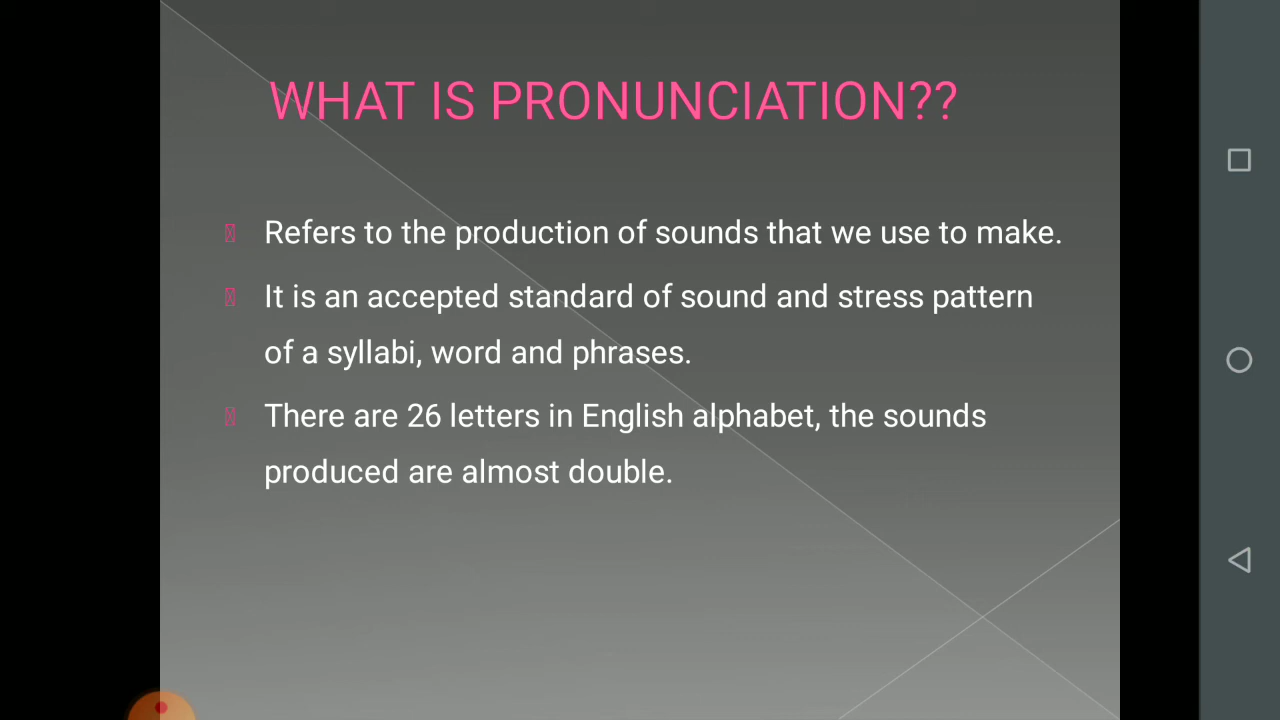 WHAT IS PRONUNCIATION??
Refers to the production of sounds that we use to make.
It is an accepted standard of sound and stress pattern
of a syllabi, word and phrases.
There are 26 letters in English alphabet, the sounds
produced are almost double.